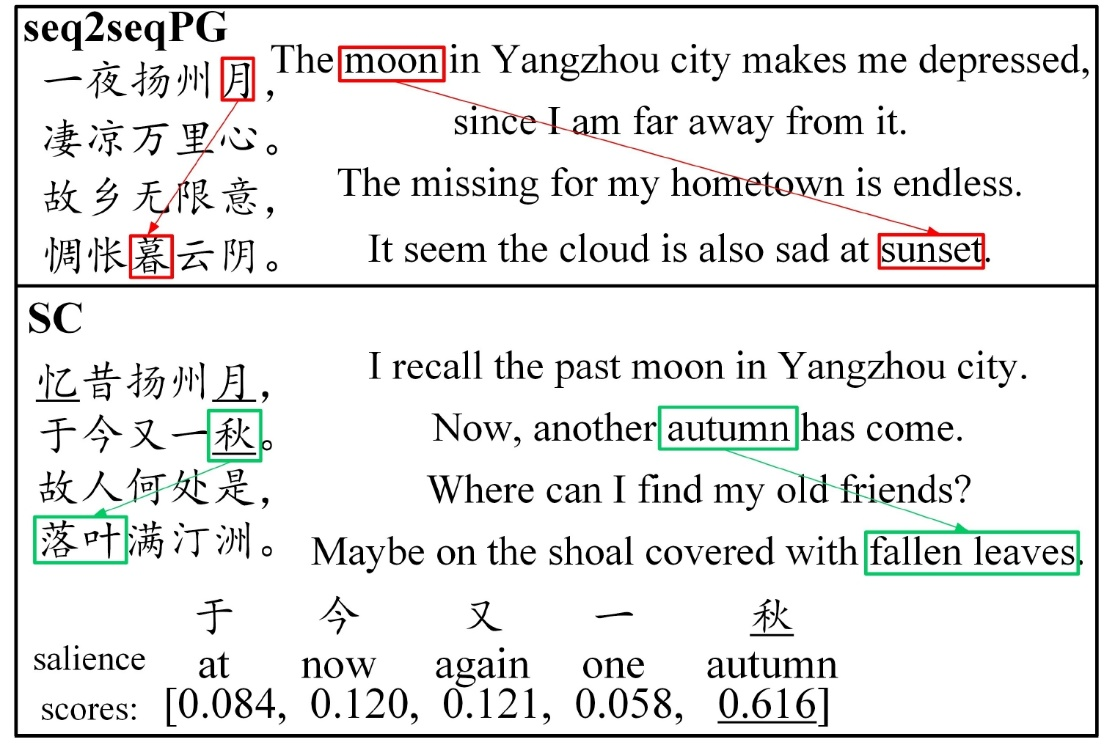 seq2seqPG
一夜扬州月，
The moon in Yangzhou city makes me depressed,
凄凉万里心。
since I am far away from it.
故乡无限意，
The missing for my hometown is endless.
惆怅暮云阴。
It seem the cloud is also sad at sunset.
SC
忆昔扬州月，
I recall the past moon in Yangzhou city.
于今又一秋。
Now, another autumn has come.
故人何处是，
Where can I find my old friends?
落叶满汀洲。
Maybe on the shoal covered with fallen leaves.
于 今 又 一 秋
salience at now again one autumn
scores: [0.084, 0.120, 0.121, 0.058, 0.616]